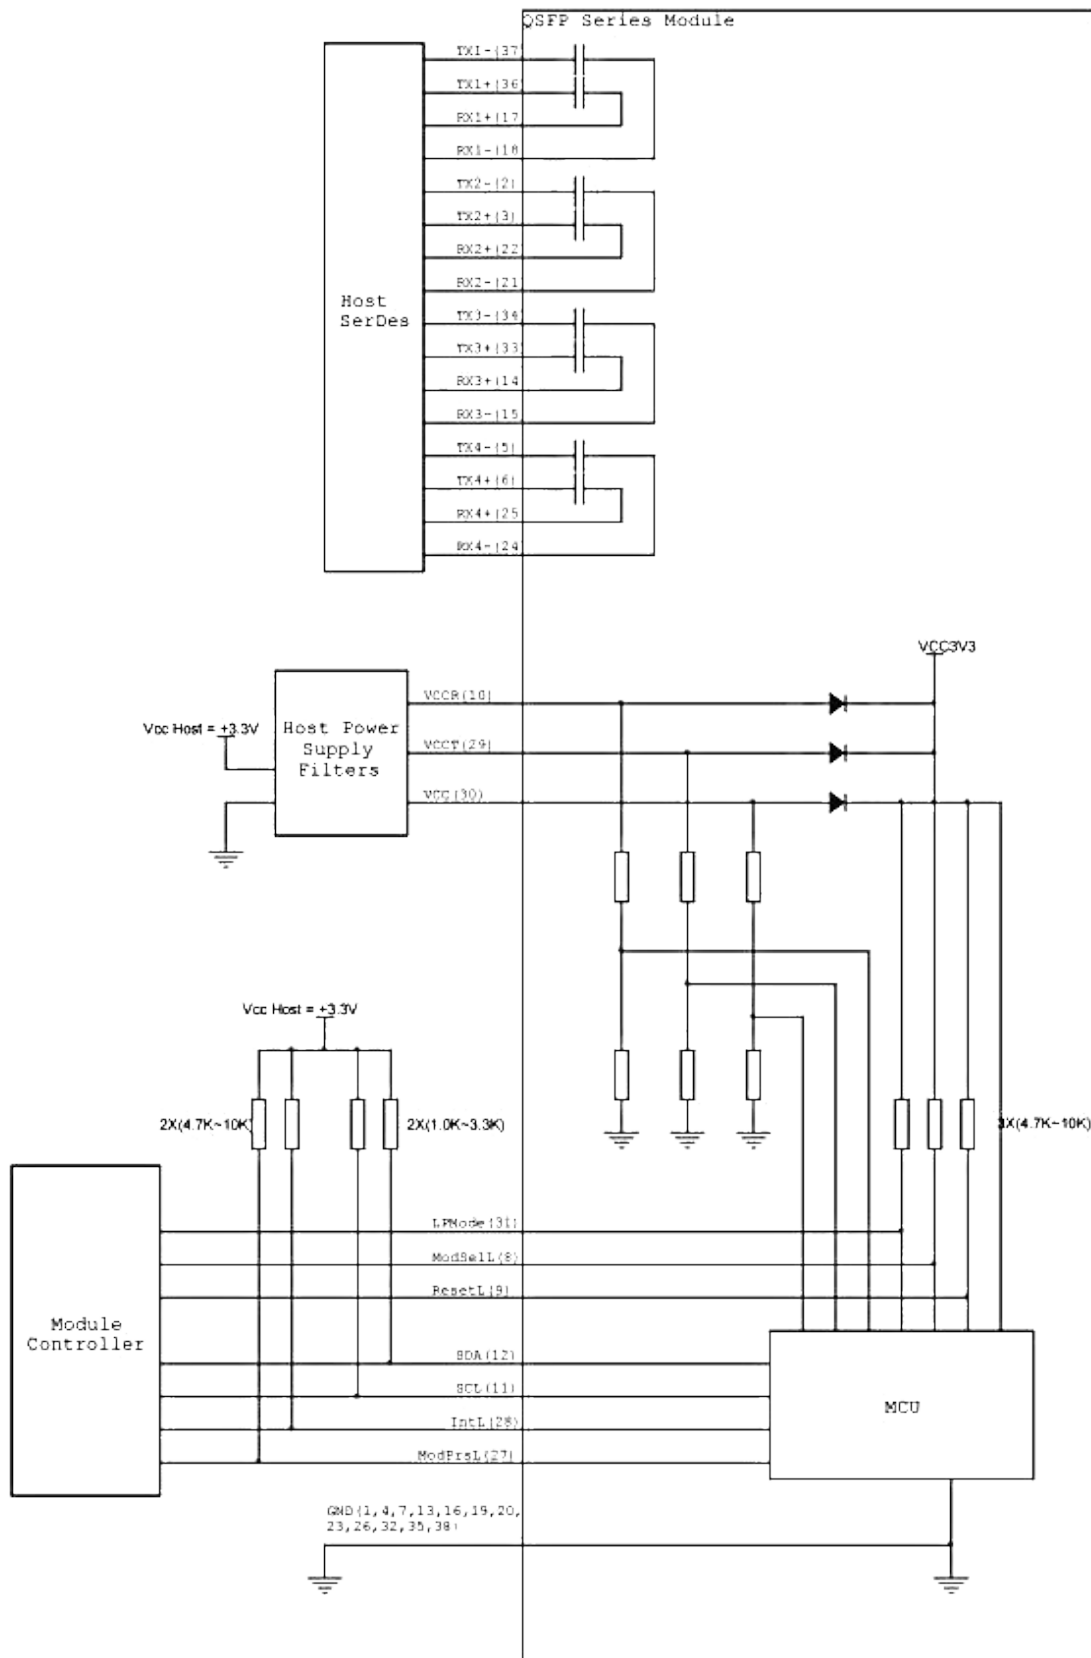 QSFP Series Module
TX1-(37)
TX1+(36)
RX1+(17)
RX1-(18)
TX2-(2)
TX2+(3)
RX2+(22)
RX2-(21)
Host
SerDes
TX3-(34)
TX3+(33)
RX3+(14)
RX3-(15)
TX4-(5)
TX4+(6)
RX4+(25)
RX4-(24)
VCC3V3
VCCR(10)
Vcc Host = +3.3V
Host Power
Supply
Filters
VCCT(29)
VCC(30)
Vcc Host = +3.3V
2X(4.7K~10K)
2X(1.0K~3.3K)
3X(4.7K~10K)
LPMode(31)
ModSelL(8)
ResetL(9)
Module
Controller
SDA(12)
SCL(11)
IntL(28)
ModPrsL(27)
MCU
GND(1,4,7,13,16,19,20,
23,26,32,35,38)